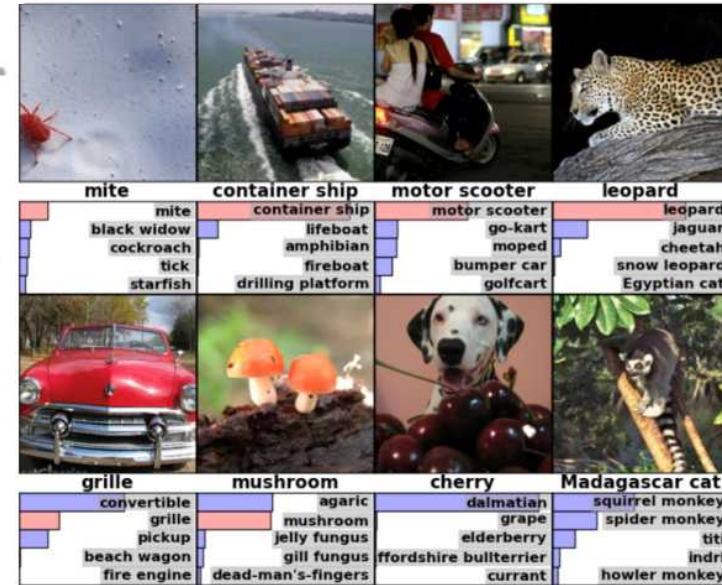 mite container ship motor scooter leopard
mite container ship motor scooter leopard
black widow lifeboat go-kart jaguar
cockroach amphibian moped cheetah
tick fireboat bumper car snow leopard
starfish drilling platform golfcart Egyptian cat
grille mushroom cherry Madagascar cat
convertible agaric dalmatian squirrel monkey
grille mushroom grape spider monkey
pickup jelly fungus elderberry titi
beach wagon gill fungus ffordshire bullterrier indri
fire engine dead-man's-fingers currant howler monkey